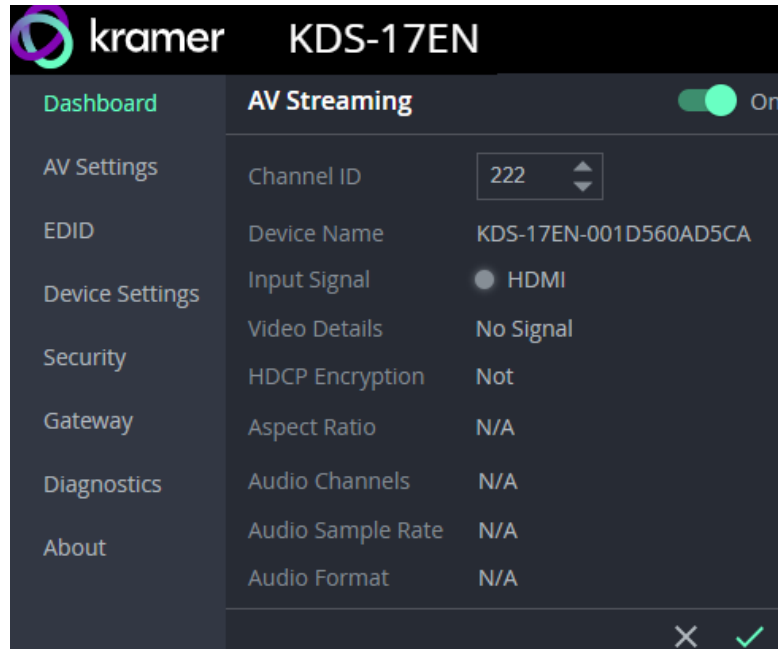 kramer KDS-17EN
Dashboard
AV Streaming On
AV Settings
Channel ID 222
EDID
Device Name KDS-17EN-001D560AD5CA
Device Settings
Input Signal HDMI
Video Details No Signal
Security
HDCP Encryption Not
Gateway
Aspect Ratio N/A
Diagnostics
Audio Channels N/A
About
Audio Sample Rate N/A
Audio Format N/A